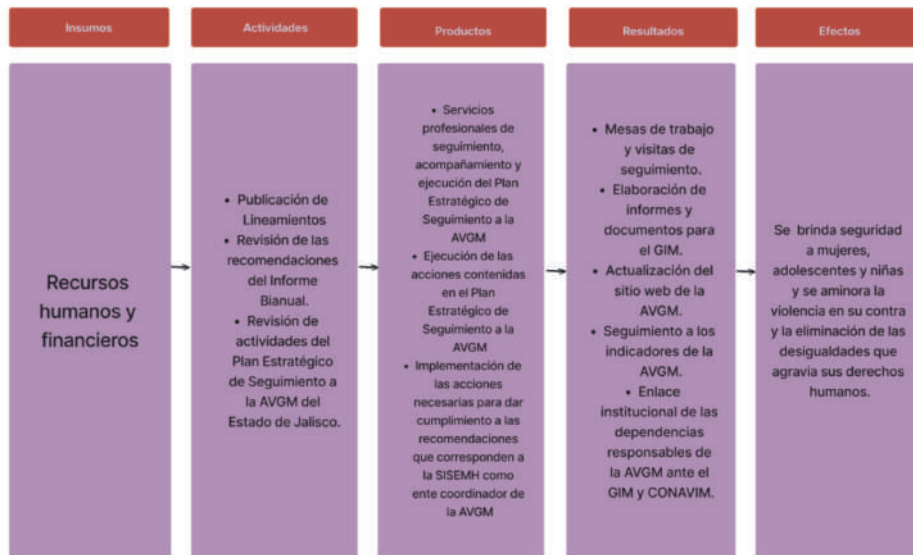 Insumos
Actividades
Productos
Resultados
Efectos
Recursos
humanos y
financieros
• Publicación de
Lineamientos
• Revisión de las
recomendaciones
del Informe
Bianual.
• Revisión de
actividades del
Plan Estratégico
de Seguimiento a
la AVGM del
Estado de Jalisco.
• Servicios
profesionales de
seguimiento,
acompañamiento y
ejecución del Plan
Estratégico de
Seguimiento a la
AVGM
• Ejecución de las
acciones contenidas
en el Plan
Estratégico de
Seguimiento a la
AVGM
• Implementación de
las acciones
necesarias para dar
cumplimiento a las
recomendaciones
que corresponden a
la SISEMH como
ente coordinador de
la AVGM
• Mesas de trabajo
y visitas de
seguimiento.
• Elaboración de
informes y
documentos para
el GIM.
• Actualización del
sitio web de la
AVGM.
• Seguimiento a los
indicadores de la
AVGM.
• Enlace
institucional de las
dependencias
responsables de
la AVGM ante el
GIM y CONAVIM.
Se brinda seguridad
a mujeres,
adolescentes y niñas
y se aminora la
violencia en su contra
y la eliminación de las
desigualdades que
agravia sus derechos
humanos.